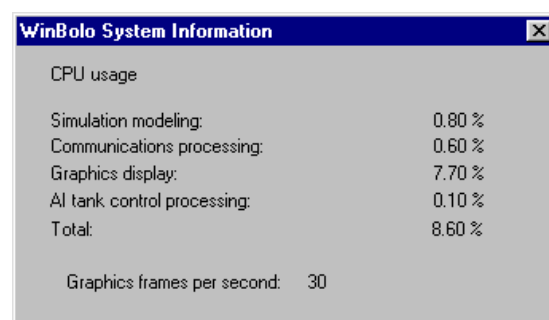 WinBolo System Information
CPU usage
Simulation modeling: 0.80 %
Communications processing: 0.60 %
Graphics display: 7.70 %
AI tank control processing: 0.10 %
Total: 8.60 %
Graphics frames per second: 30